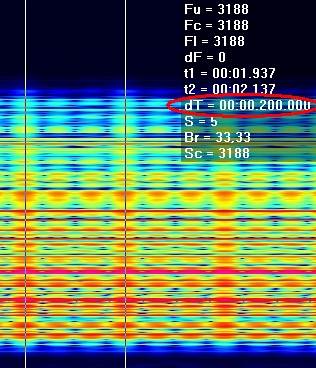 Fu = 3188
Fc = 3188
Fl = 3188
dF = 0
t1 = 00:01.937
t2 = 00:02.137
dT = 00:00.200.000
S = 5
Br = 33,33
Sc = 3188